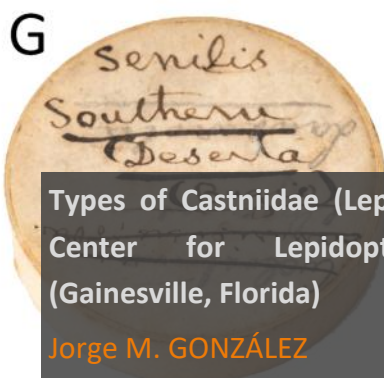 G
Senilis
Southern
Deserta
Types of Castniidae (Lep
Center for Lepidopt
(Gainesville, Florida)
Jorge M. GONZÁLEZ